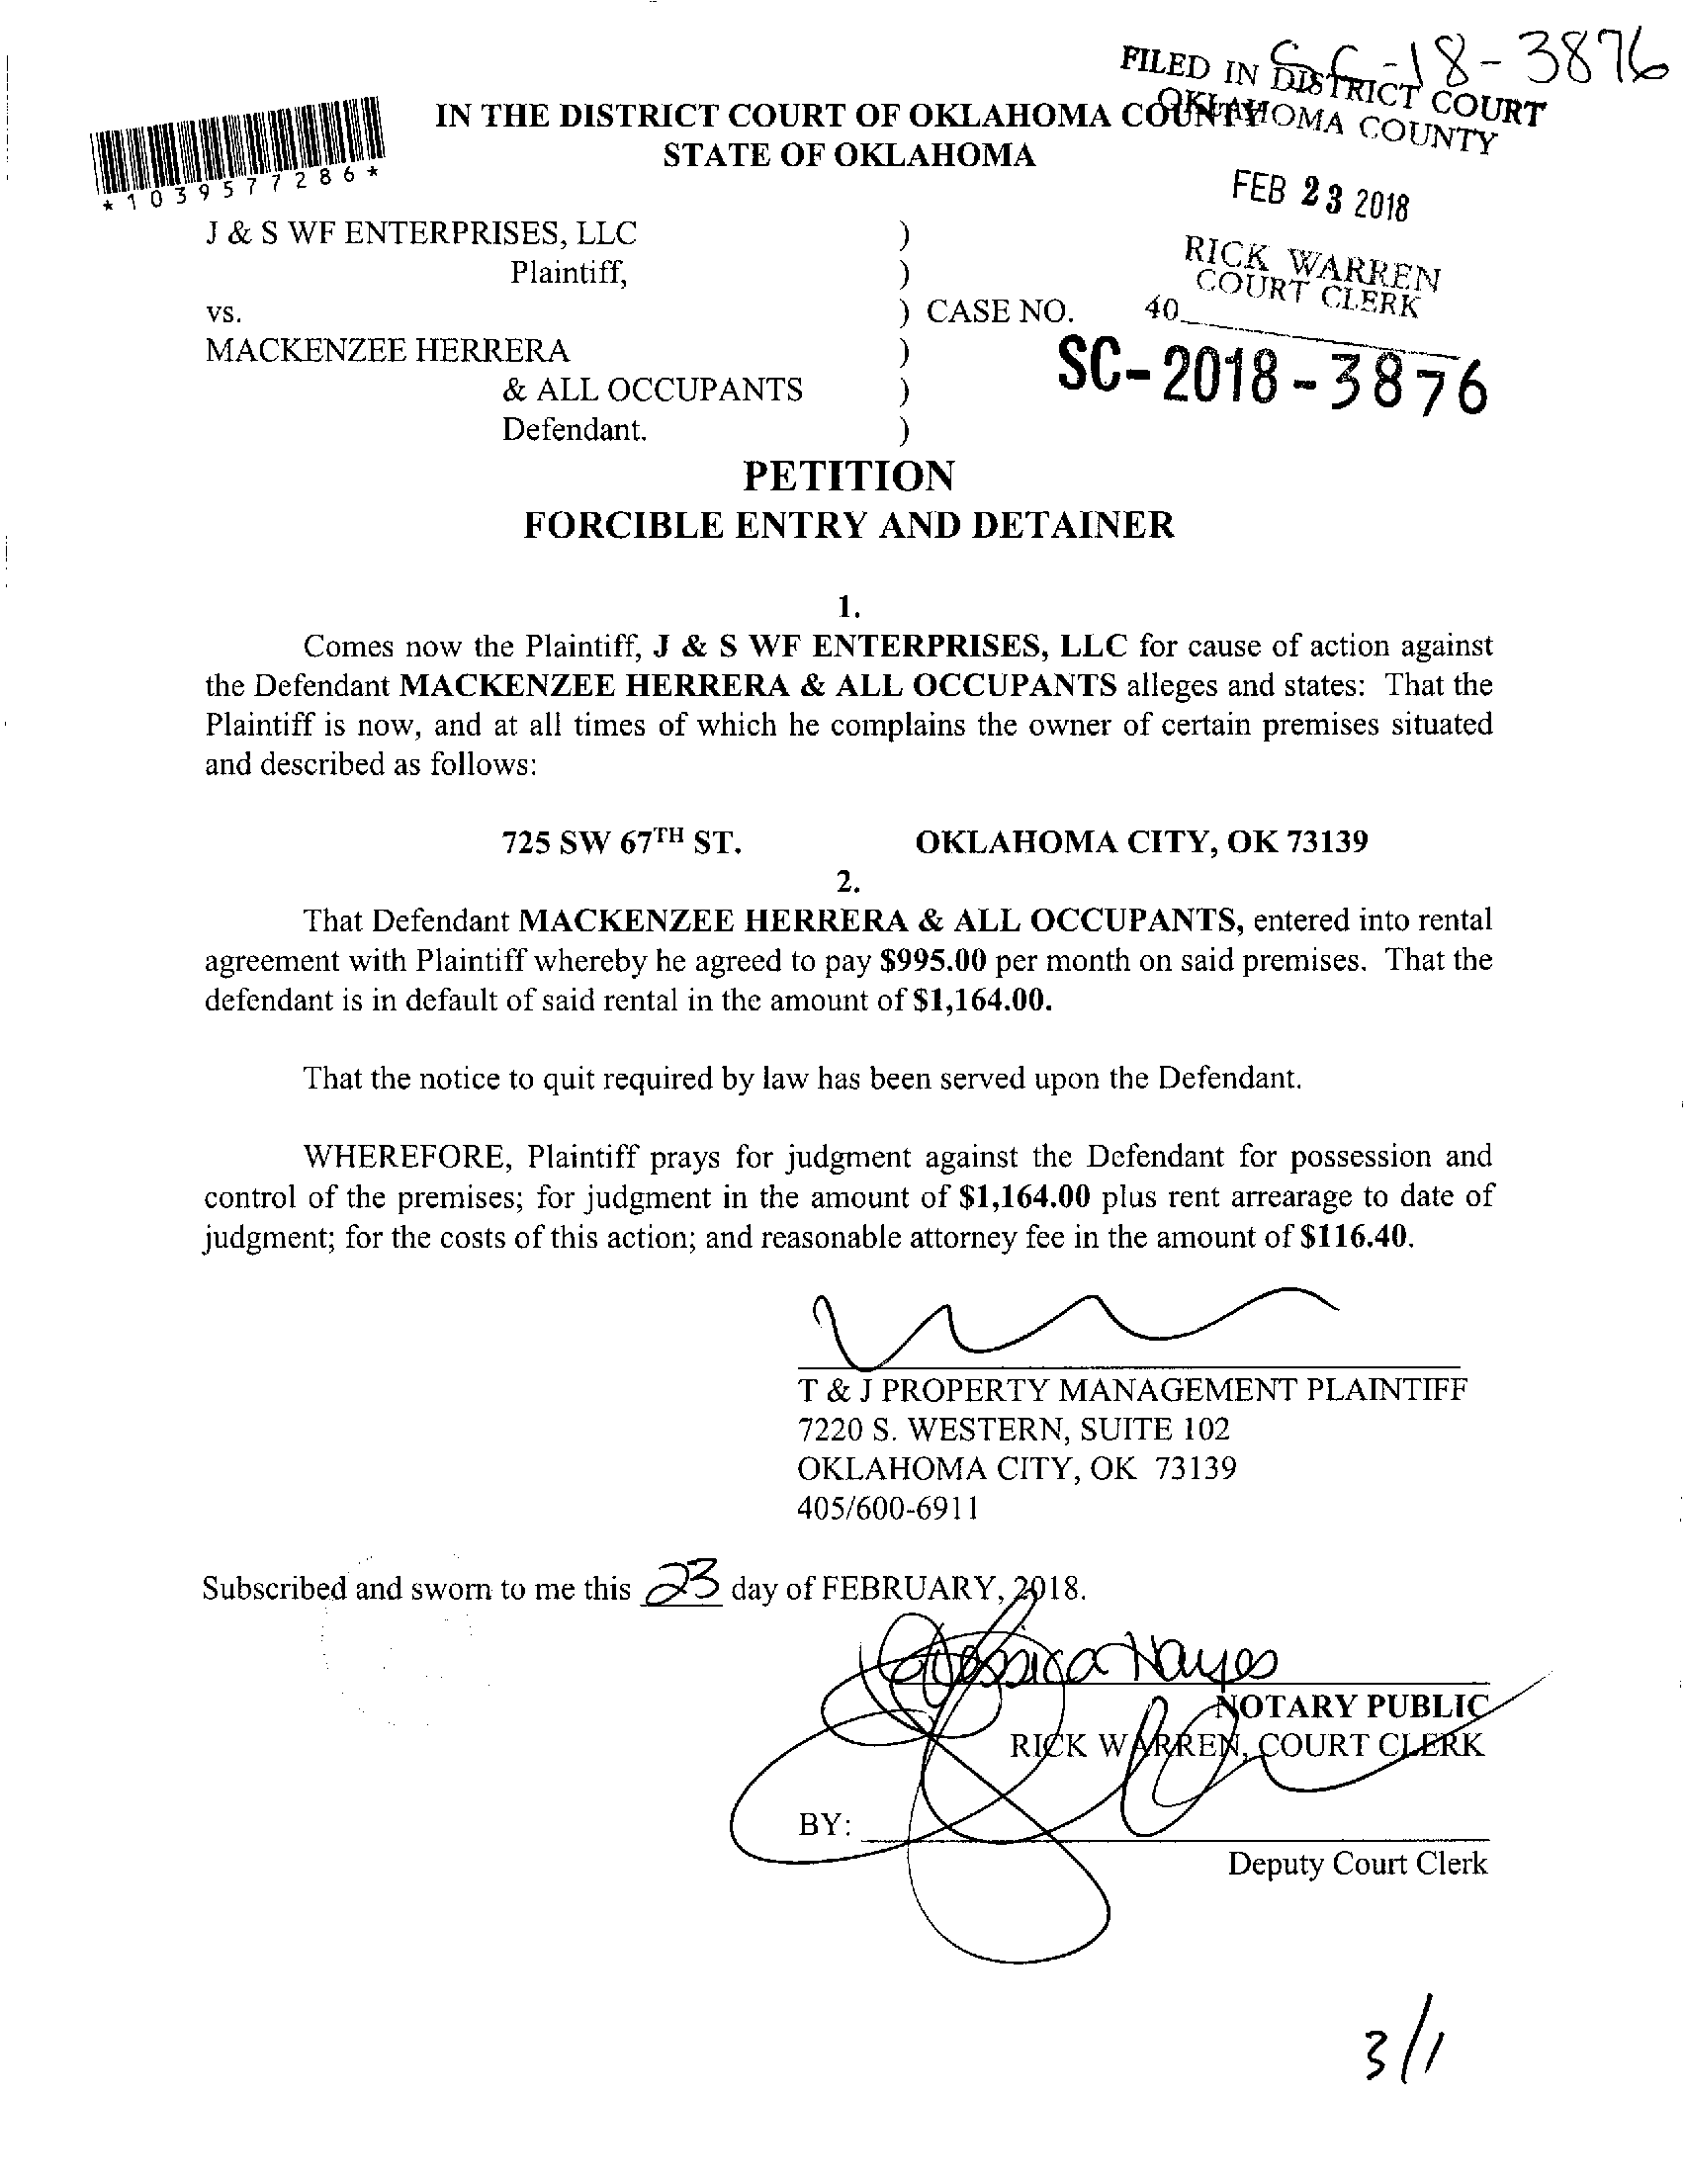 SC-18-3876
FILED IN DISTRICT COURT
OKLAHOMA COUNTY
IN THE DISTRICT COURT OF OKLAHOMA COUNTY
STATE OF OKLAHOMA
*1039577286*
FEB 23 2018
RICK WARREN
COURT CLERK
40
J & S WF ENTERPRISES, LLC )
Plaintiff, )
vs. ) CASE NO.
MACKENZEE HERRERA )
& ALL OCCUPANTS )
Defendant. )
SC-2018-3876
PETITION
FORCIBLE ENTRY AND DETAINER
1.
Comes now the Plaintiff, J & S WF ENTERPRISES, LLC for cause of action against
the Defendant MACKENZEE HERRERA & ALL OCCUPANTS alleges and states: That the
Plaintiff is now, and at all times of which he complains the owner of certain premises situated
and described as follows:
725 SW 67TH ST. OKLAHOMA CITY, OK 73139
2.
That Defendant MACKENZEE HERRERA & ALL OCCUPANTS, entered into rental
agreement with Plaintiff whereby he agreed to pay $995.00 per month on said premises. That the
defendant is in default of said rental in the amount of $1,164.00.
That the notice to quit required by law has been served upon the Defendant.
WHEREFORE, Plaintiff prays for judgment against the Defendant for possession and
control of the premises; for judgment in the amount of $1,164.00 plus rent arrearage to date of
judgment; for the costs of this action; and reasonable attorney fee in the amount of $116.40.
T & J PROPERTY MANAGEMENT PLAINTIFF
7220 S. WESTERN, SUITE 102
OKLAHOMA CITY, OK 73139
405/600-6911
Subscribed and sworn to me this 23 day of FEBRUARY, 2018.
Jessica Hayes
NOTARY PUBLIC
RICK WARREN, COURT CLERK
BY:
Deputy Court Clerk
3/1